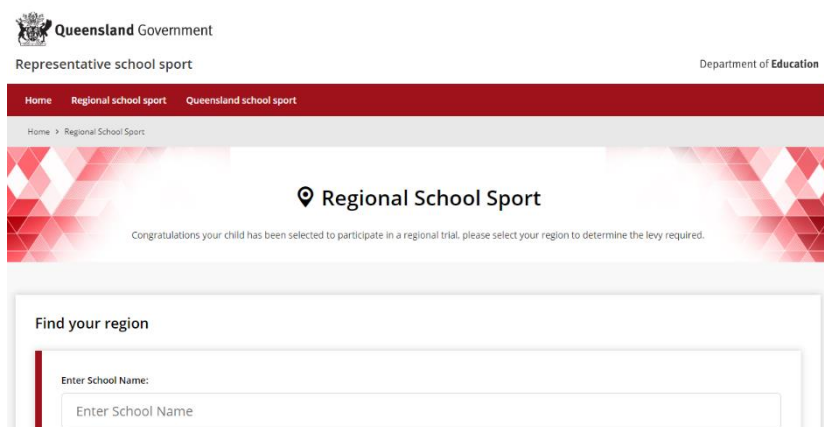 Queensland Government
Representative school sport
Department of Education
Home Regional school sport Queensland school sport
Home > Regional School Sport
Regional School Sport
Congratulations your child has been selected to participate in a regional trial, please select your region to determine the levy required.
Find your region
Enter School Name:
Enter School Name